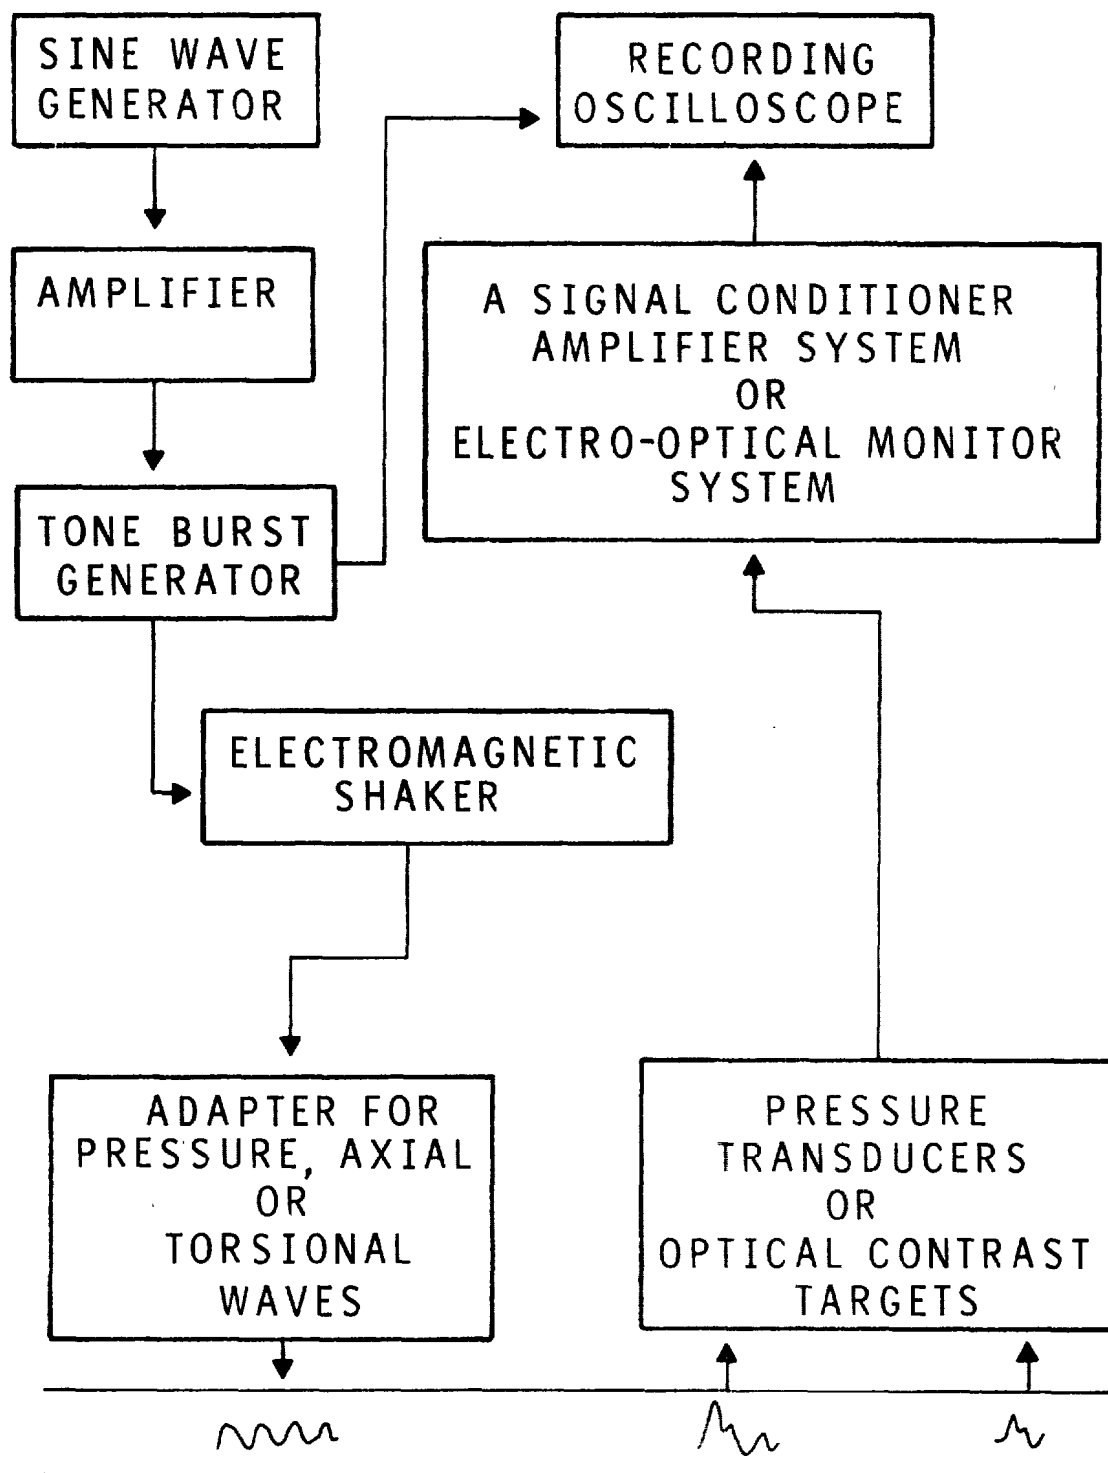 SINE WAVE
GENERATOR
RECORDING
OSCILLOSCOPE
AMPLIFIER
A SIGNAL CONDITIONER
AMPLIFIER SYSTEM
OR
ELECTRO-OPTICAL MONITOR
SYSTEM
TONE BURST
GENERATOR
ELECTROMAGNETIC
SHAKER
ADAPTER FOR
PRESSURE, AXIAL
OR
TORSIONAL
WAVES
PRESSURE
TRANSDUCERS
OR
OPTICAL CONTRAST
TARGETS